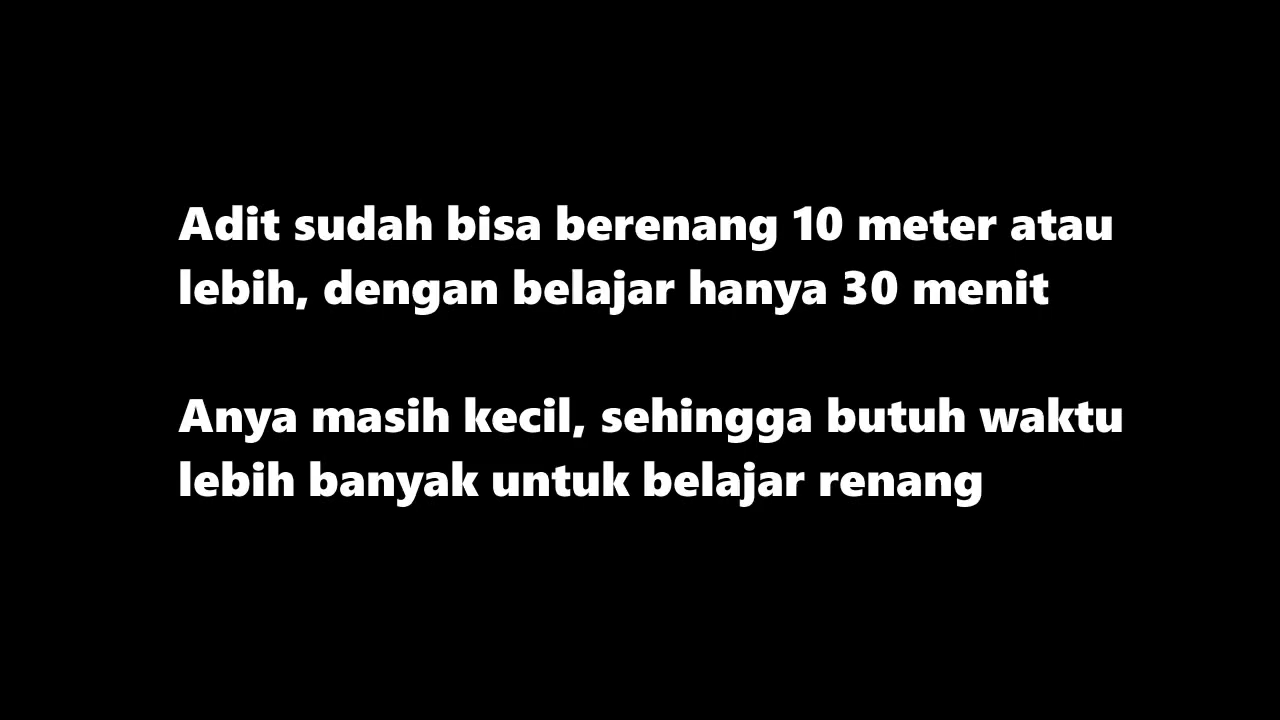 Adit sudah bisa berenang 10 meter atau
lebih, dengan belajar hanya 30 menit
Anya masih kecil, sehingga butuh waktu
lebih banyak untuk belajar renang